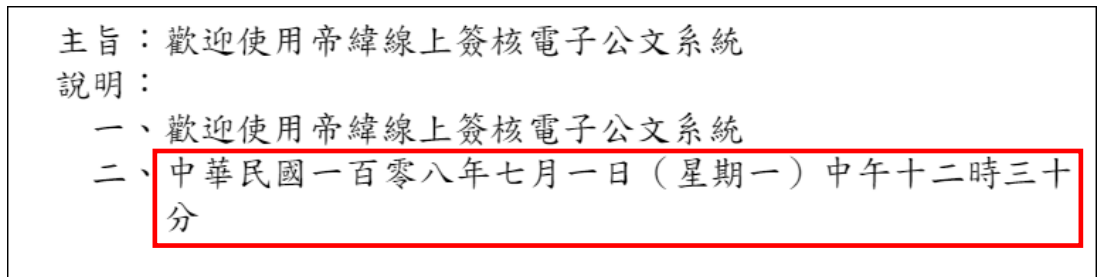 主旨：歡迎使用帝緯線上簽核電子公文系統
說明：
一、歡迎使用帝緯線上簽核電子公文系統
二、中華民國一百零八年七月一日（星期一）中午十二時三十
分